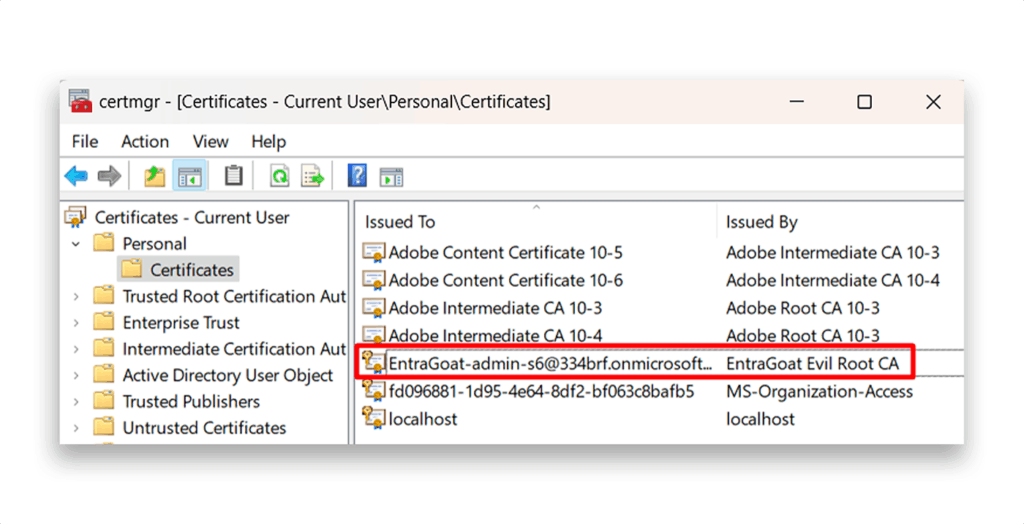 certmgr - [Certificates - Current User\Personal\Certificates]
File Action View Help
Certificates - Current User
Personal
Certificates
Trusted Root Certification Aut
Enterprise Trust
Intermediate Certification Aut
Active Directory User Object
Trusted Publishers
Untrusted Certificates
Issued To Issued By
Adobe Content Certificate 10-5 Adobe Intermediate CA 10-3
Adobe Content Certificate 10-6 Adobe Intermediate CA 10-4
Adobe Intermediate CA 10-3 Adobe Root CA 10-3
Adobe Intermediate CA 10-4 Adobe Root CA 10-3
EntraGoat-admin-s6@334brf.onmicrosoft... EntraGoat Evil Root CA
fd096881-1d95-4e64-8df2-bf063c8bafb5 MS-Organization-Access
localhost localhost